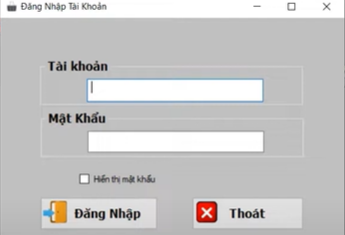 Đăng Nhập Tài Khoản
Tài khoản
Mật Khẩu
Hiển thị mật khẩu
Đăng Nhập
Thoát